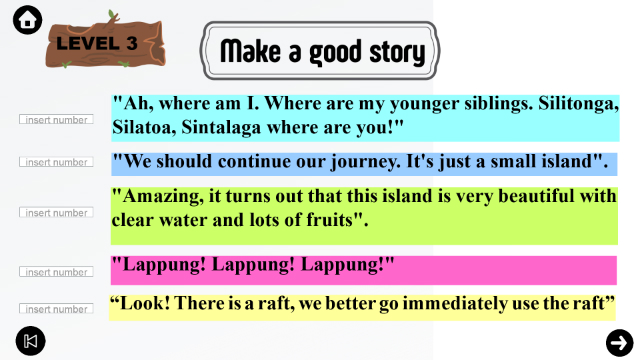 LEVEL 3
Make a good story
insert number
"Ah, where am I. Where are my younger siblings. Silitonga,
Silatoa, Sintalaga where are you!"
insert number
"We should continue our journey. It's just a small island".
insert number
"Amazing, it turns out that this island is very beautiful with
clear water and lots of fruits".
insert number
"Lappung! Lappung! Lappung!"
insert number
“Look! There is a raft, we better go immediately use the raft”